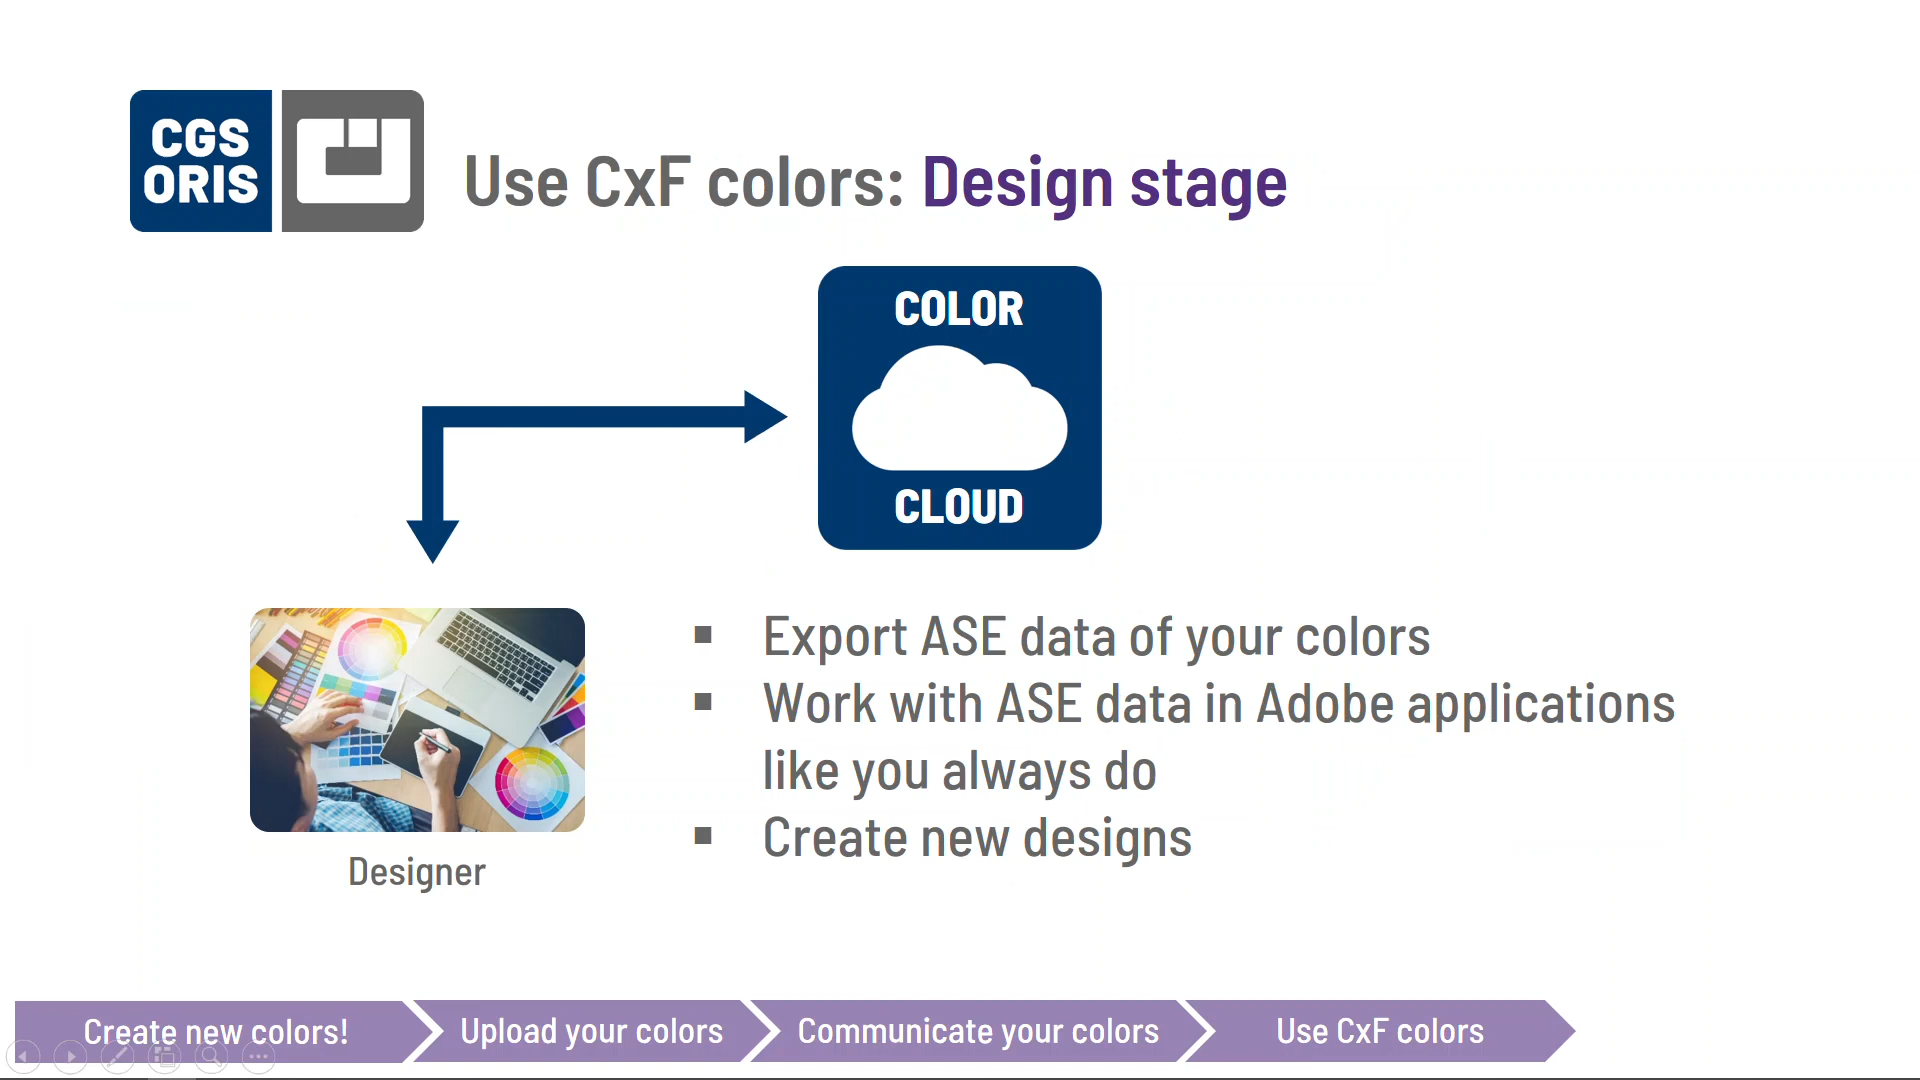 CGS
ORIS
Use CxF colors: Design stage
COLOR
CLOUD
▪ Export ASE data of your colors
▪ Work with ASE data in Adobe applications
like you always do
▪ Create new designs
Designer
Create new colors!
Upload your colors
Communicate your colors
Use CxF colors